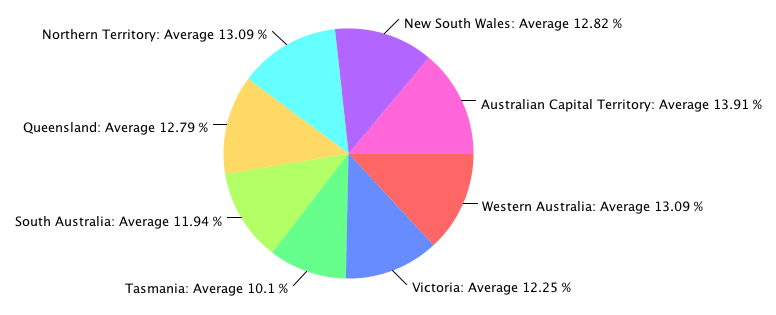 New South Wales: Average 12.82 %
Northern Territory: Average 13.09 %
Australian Capital Territory: Average 13.91 %
Queensland: Average 12.79 %
Western Australia: Average 13.09 %
South Australia: Average 11.94 %
Victoria: Average 12.25 %
Tasmania: Average 10.1 %